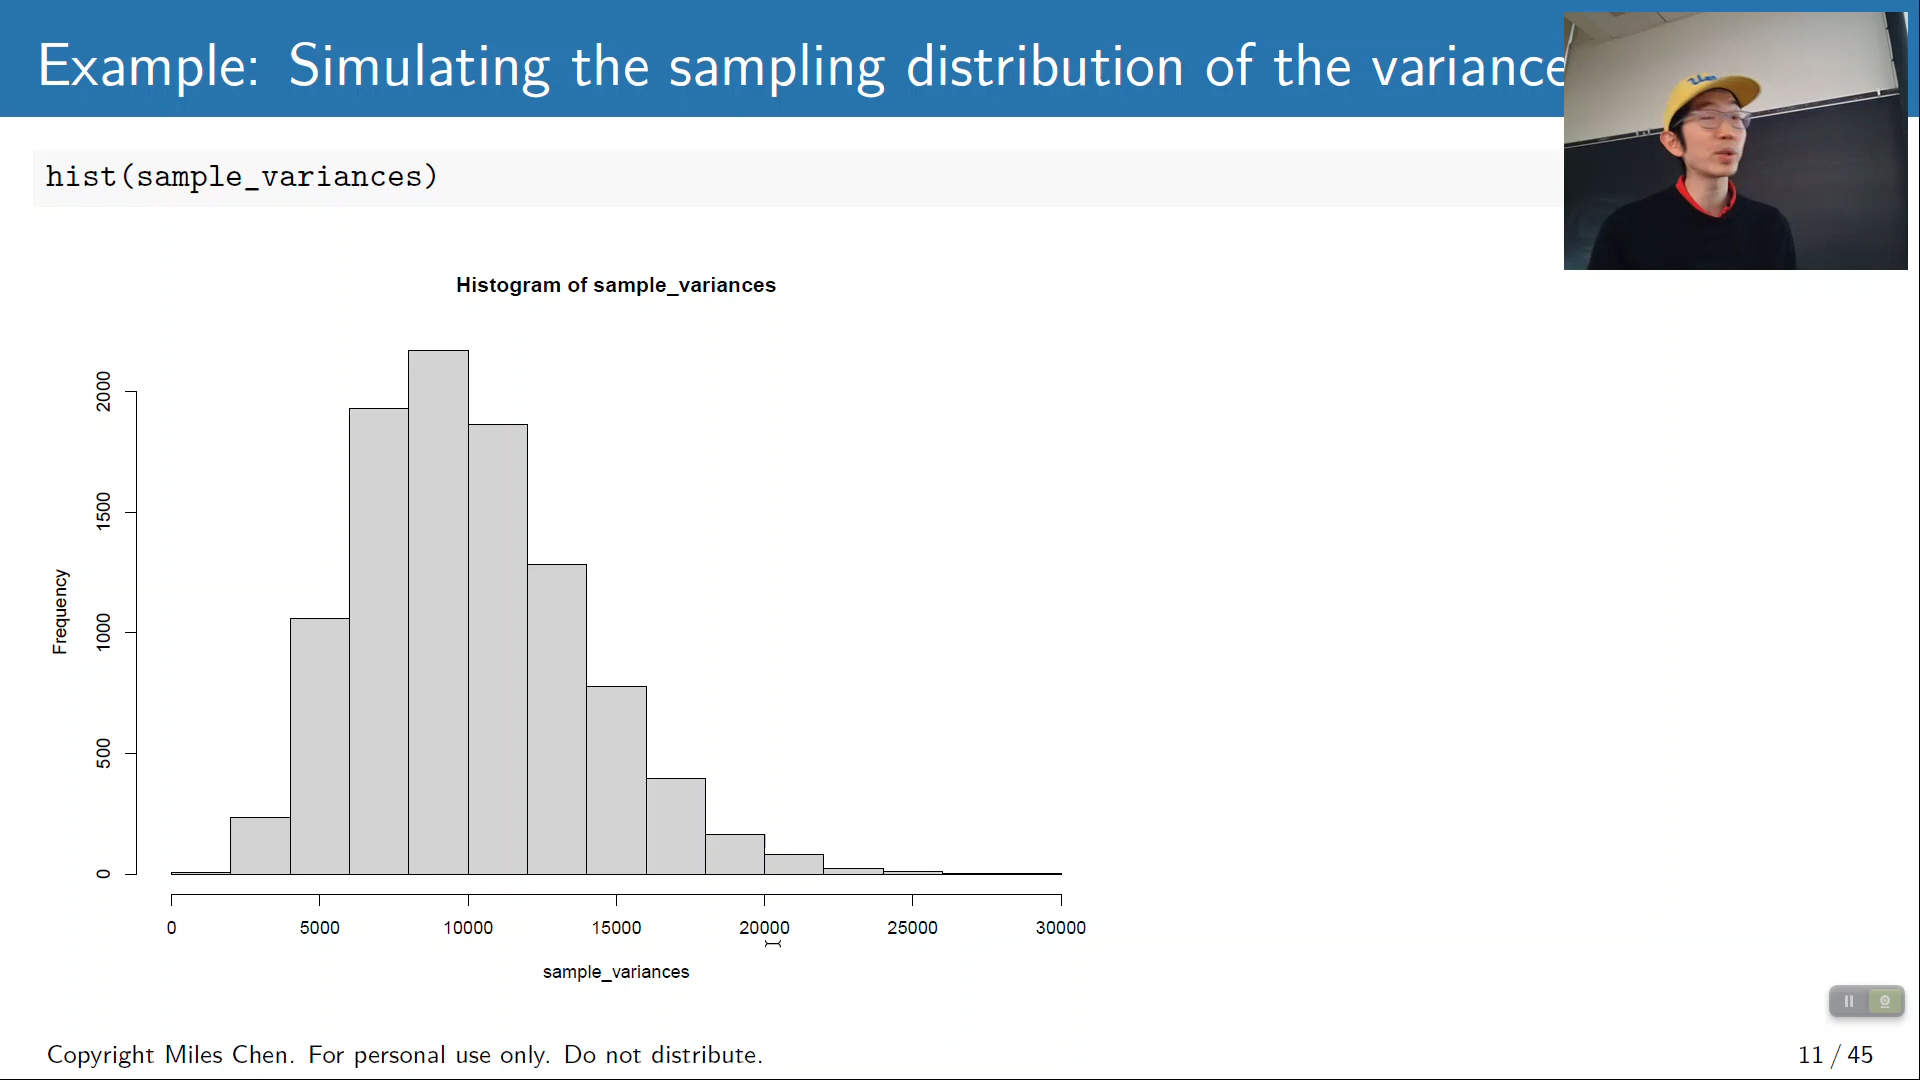 Example: Simulating the sampling distribution of the variance
hist(sample_variances)
Histogram of sample_variances
2000
1500
1000
500
0
Frequency
0 5000 10000 15000 20000 25000 30000
sample_variances
Copyright Miles Chen. For personal use only. Do not distribute.
11 / 45